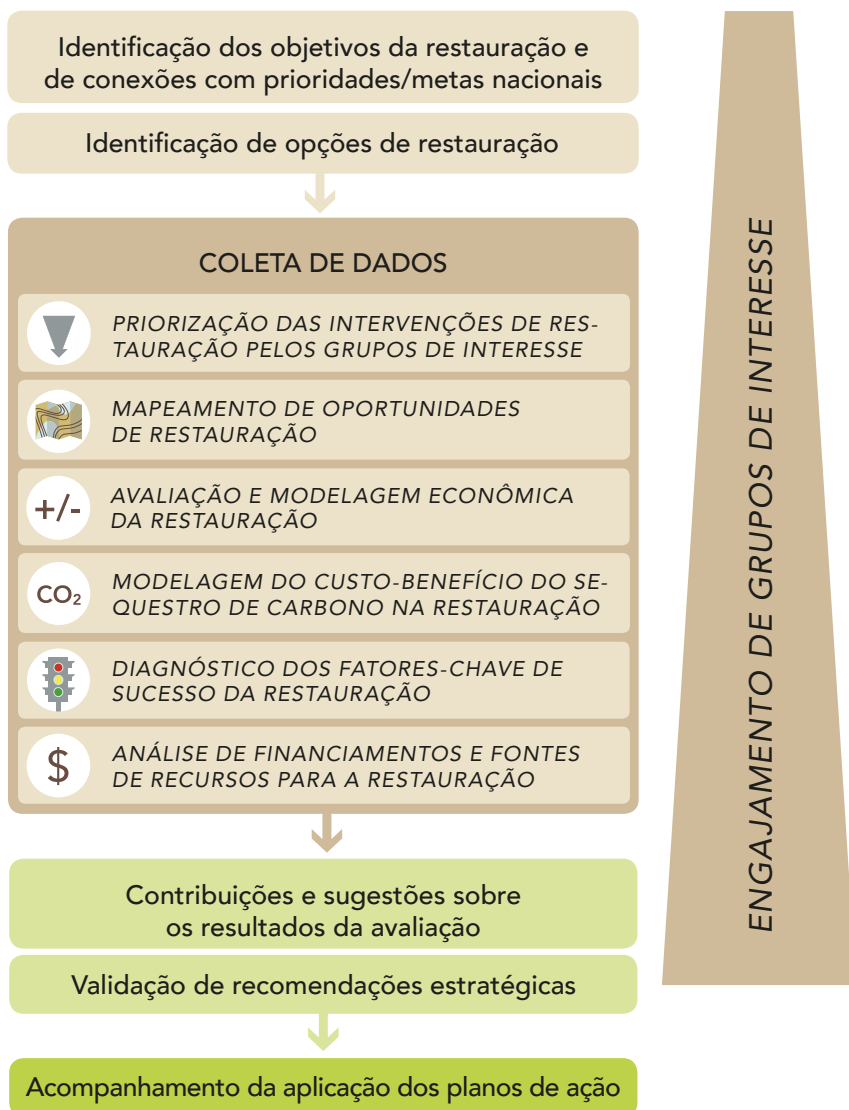 Identificação dos objetivos da restauração e
de conexões com prioridades/metas nacionais
Identificação de opções de restauração
COLETA DE DADOS
PRIORIZAÇÃO DAS INTERVENÇÕES DE RES-
TAURAÇÃO PELOS GRUPOS DE INTERESSE
MAPEAMENTO DE OPORTUNIDADES
DE RESTAURAÇÃO
+/-
AVALIAÇÃO E MODELAGEM ECONÔMICA
DA RESTAURAÇÃO
CO₂
MODELAGEM DO CUSTO-BENEFÍCIO DO SE-
QUESTRO DE CARBONO NA RESTAURAÇÃO
DIAGNÓSTICO DOS FATORES-CHAVE DE
SUCESSO DA RESTAURAÇÃO
$
ANÁLISE DE FINANCIAMENTOS E FONTES
DE RECURSOS PARA A RESTAURAÇÃO
Contribuições e sugestões sobre
os resultados da avaliação
Validação de recomendações estratégicas
Acompanhamento da aplicação dos planos de ação
ENGAJAMENTO DE GRUPOS DE INTERESSE